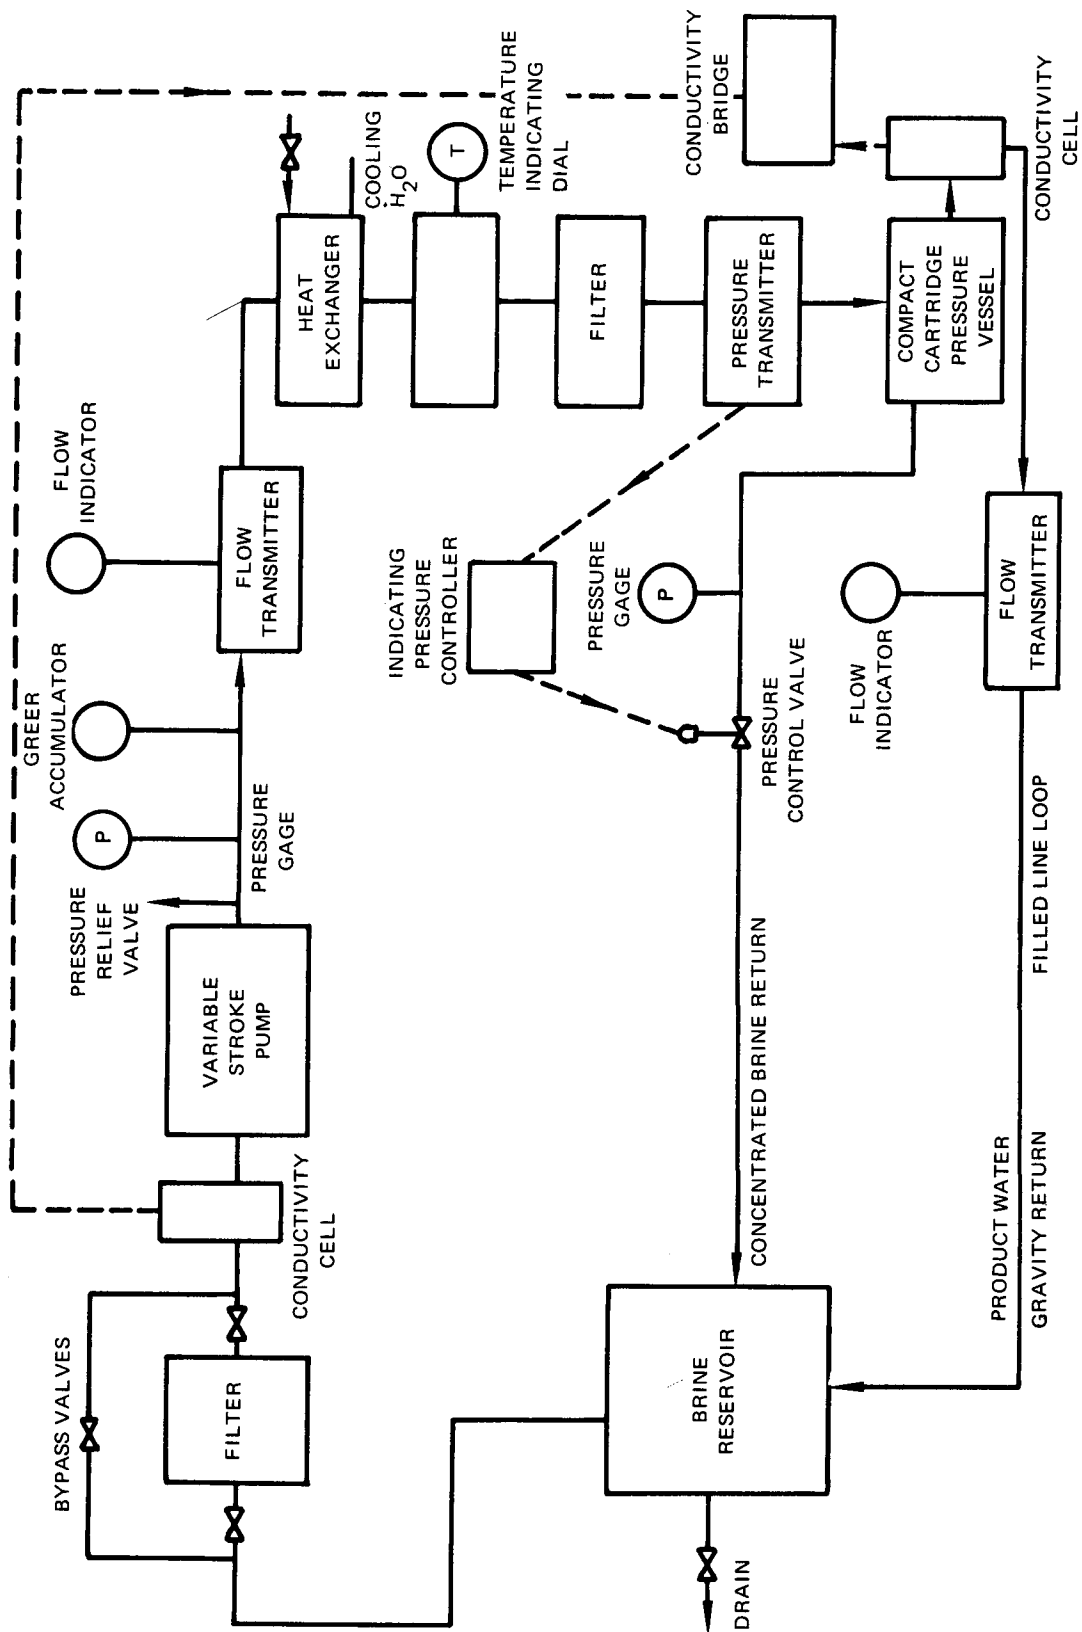 BYPASS VALVES
FILTER
CONDUCTIVITY
CELL
VARIABLE
STROKE
PUMP
PRESSURE
RELIEF
VALVE
P
PRESSURE
GAGE
GREER
ACCUMULATOR
FLOW
INDICATOR
FLOW
TRANSMITTER
HEAT
EXCHANGER
COOLING
H2O
T
TEMPERATURE
INDICATING
DIAL
FILTER
PRESSURE
TRANSMITTER
CONDUCTIVITY
BRIDGE
COMPACT
CARTRIDGE
PRESSURE
VESSEL
CONDUCTIVITY
CELL
INDICATING
PRESSURE
CONTROLLER
PRESSURE
GAGE
P
PRESSURE
CONTROL VALVE
FLOW
INDICATOR
FLOW
TRANSMITTER
CONCENTRATED BRINE RETURN
FILLED LINE LOOP
PRODUCT WATER
GRAVITY RETURN
BRINE
RESERVOIR
DRAIN